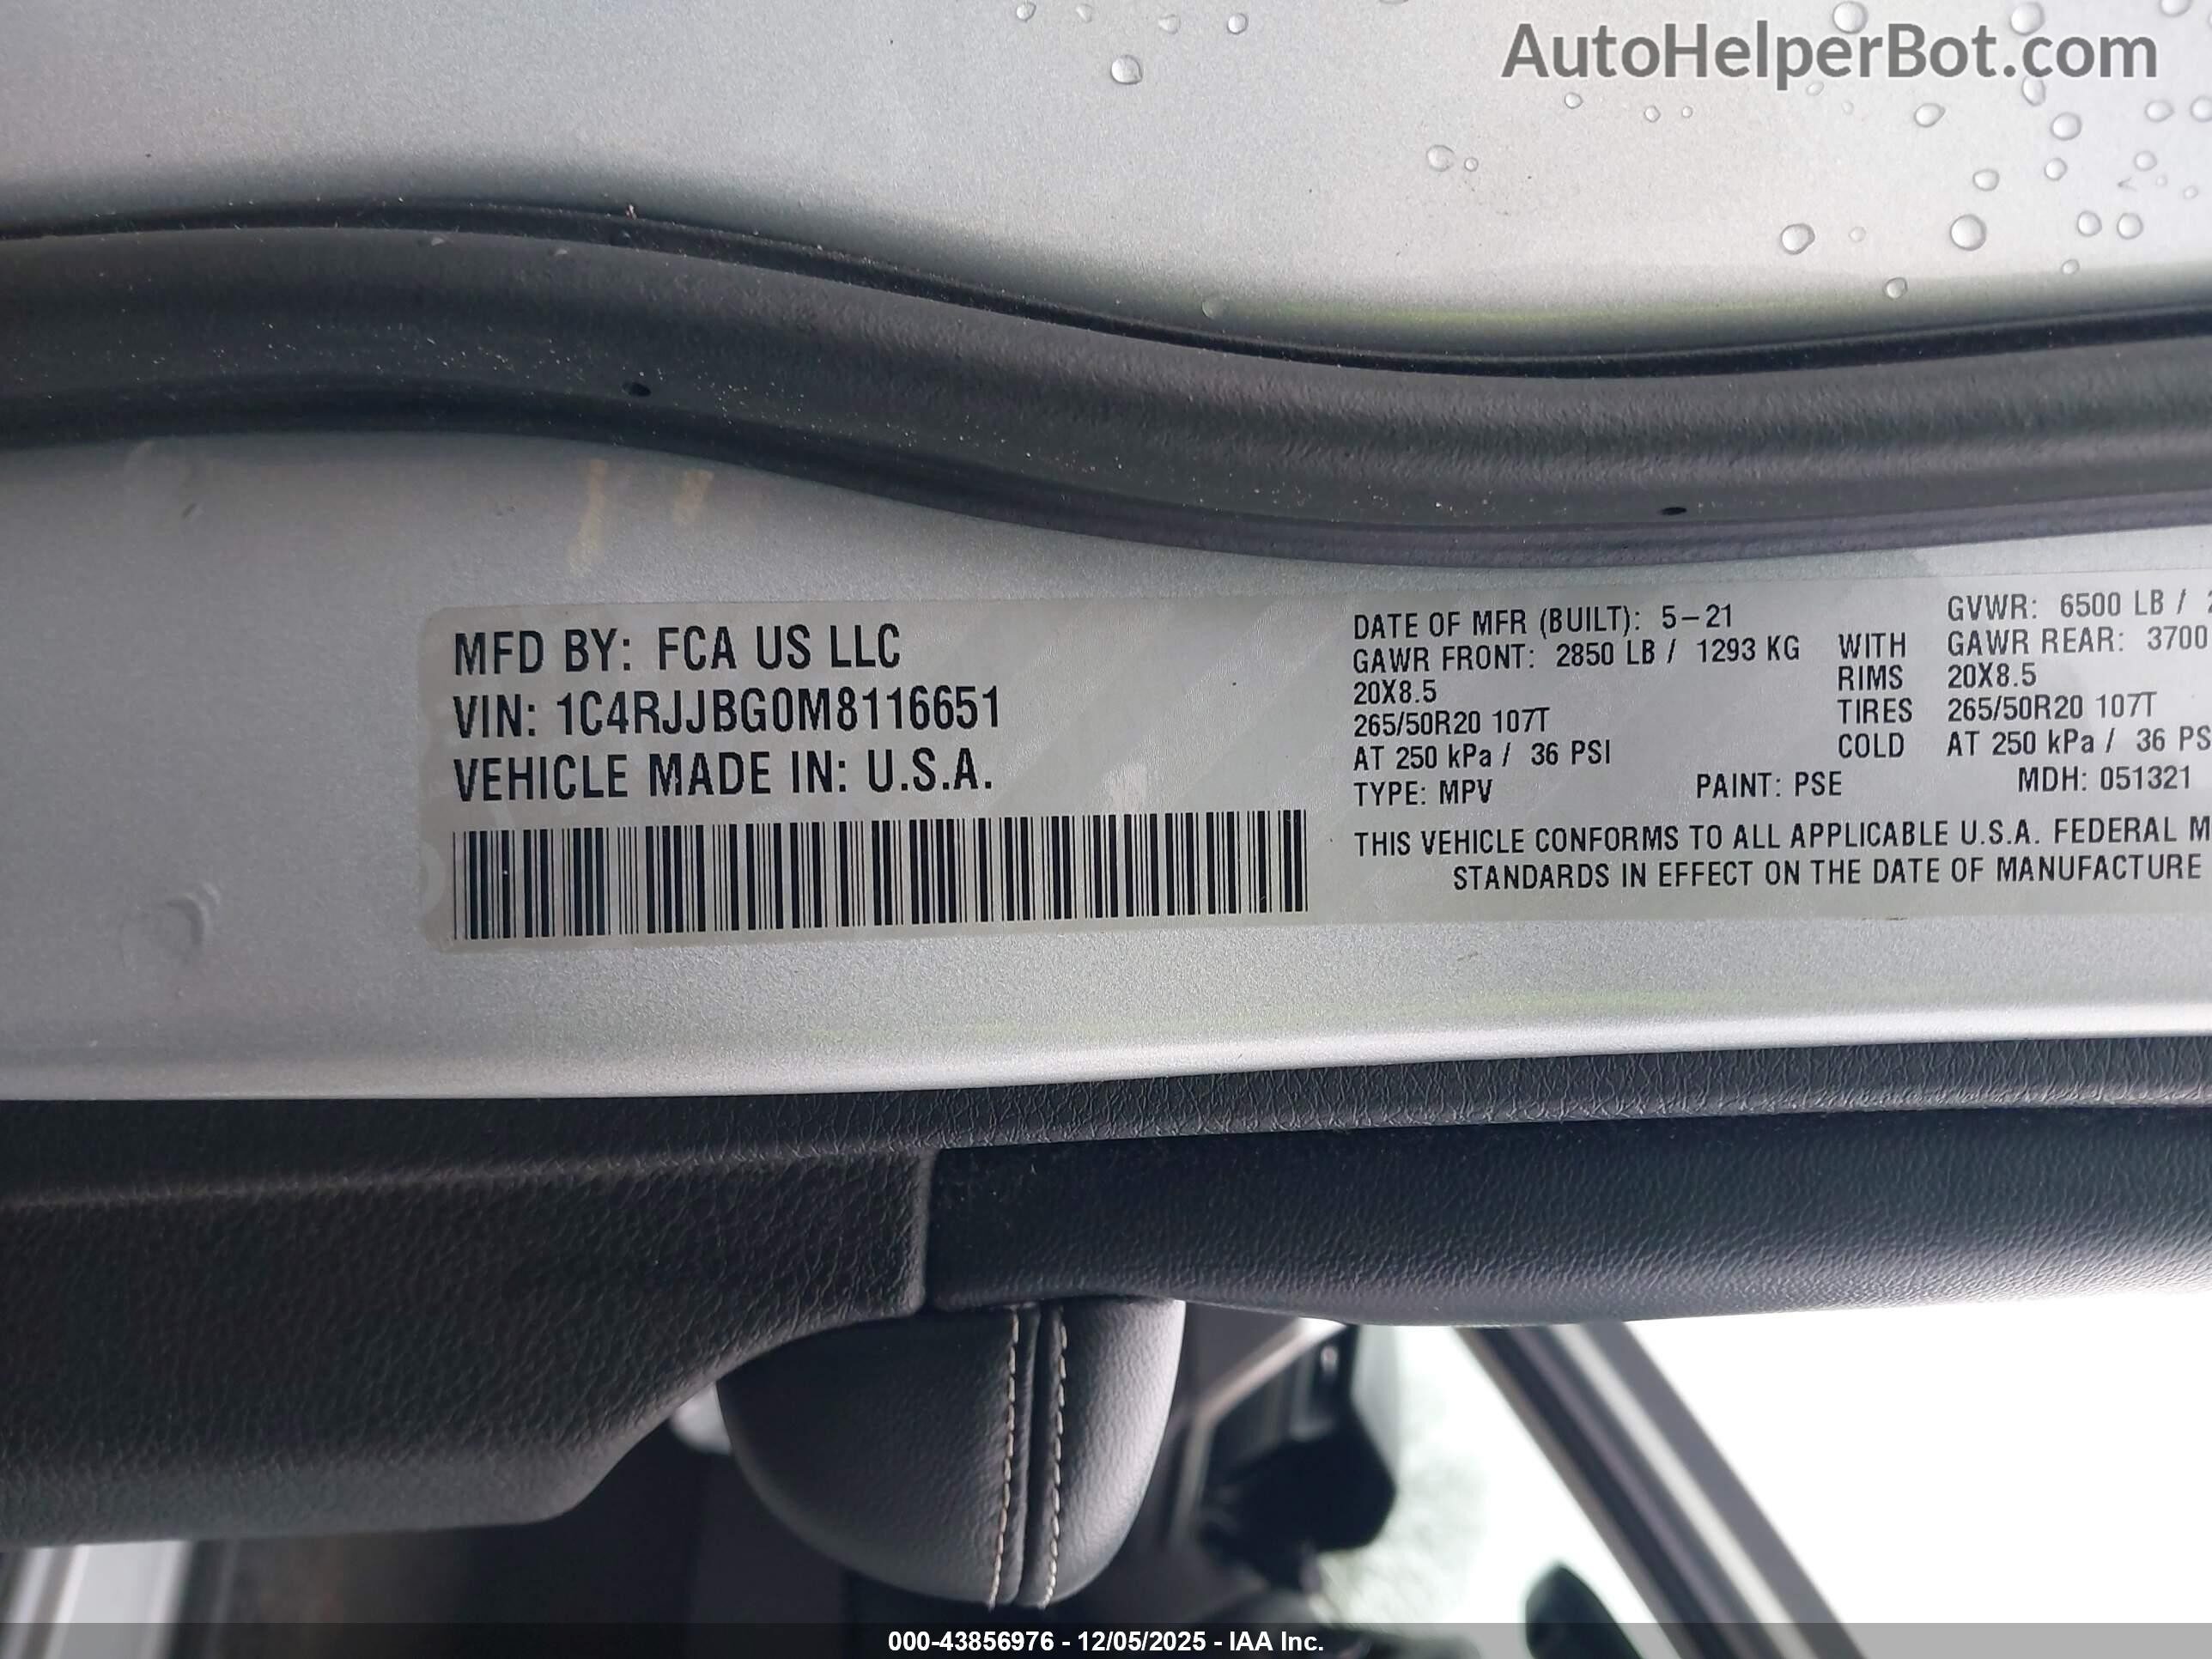 AutoHelperBot.com
MFD BY: FCA US LLC
VIN: 1C4RJJBG0M8116651
VEHICLE MADE IN: U.S.A.
DATE OF MFR (BUILT): 5-21 GVWR: 6500 LB /
GAWR FRONT: 2850 LB / 1293 KG WITH GAWR REAR: 3700
20X8.5 RIMS 20X8.5
265/50R20 107T TIRES 265/50R20 107T
AT 250 kPa / 36 PSI COLD AT 250 kPa / 36 PS
TYPE: MPV PAINT: PSE MDH: 051321
THIS VEHICLE CONFORMS TO ALL APPLICABLE U.S.A. FEDERAL M
STANDARDS IN EFFECT ON THE DATE OF MANUFACTURE
000-43856976 - 12/05/2025 - IAA Inc.